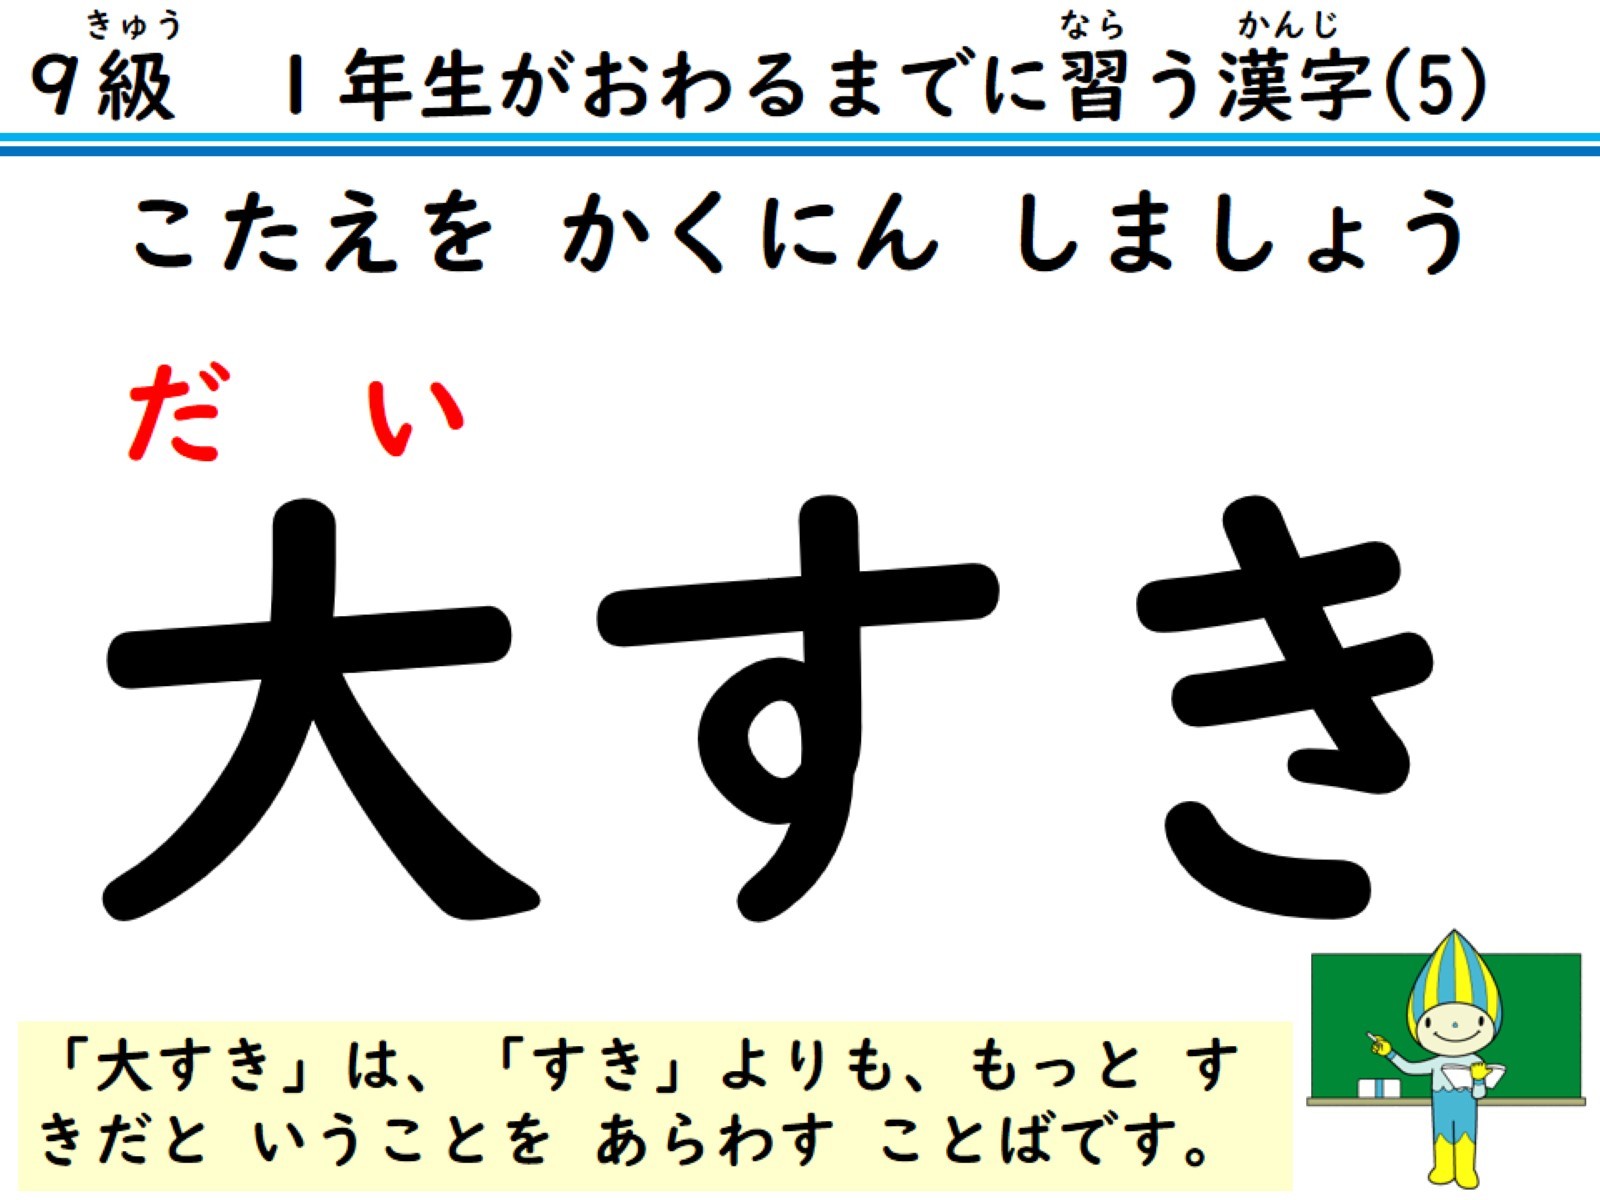 きゅう なら かんじ
9級 1年生がおわるまでに習う漢字(5)
こたえを かくにん しましょう
だい
大すき
「大すき」は、「すき」よりも、もっと す
きだと いうことを あらわす ことばです。